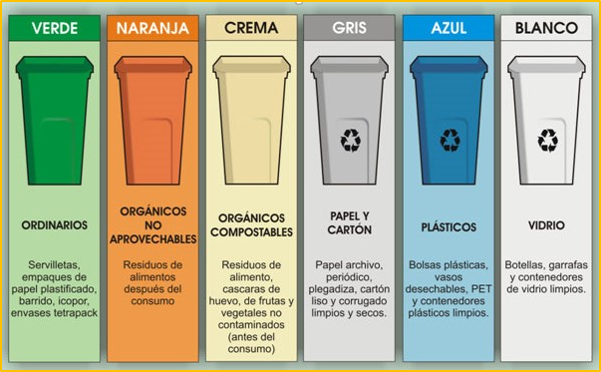 VERDE
NARANJA
CREMA
GRIS
AZUL
BLANCO
ORDINARIOS
Servilletas,
empaques de
papel plastificado,
barrido, icopor,
envases tetrapack
ORGÁNICOS
NO
APROVECHABLES
Residuos de
alimentos
después del
consumo
ORGÁNICOS
COMPOSTABLES
Residuos de
alimento,
cascaras de
huevo, de frutas y
vegetales no
contaminados
(antes del
consumo)
PAPEL Y
CARTÓN
Papel archivo,
periódico,
plegadiza, cartón
liso y corrugado
limpios y secos.
PLÁSTICOS
Bolsas plásticas,
vasos
desechables, PET
y contenedores
plásticos limpios.
VIDRIO
Botellas, garrafas
y contenedores
de vidrio limpios.